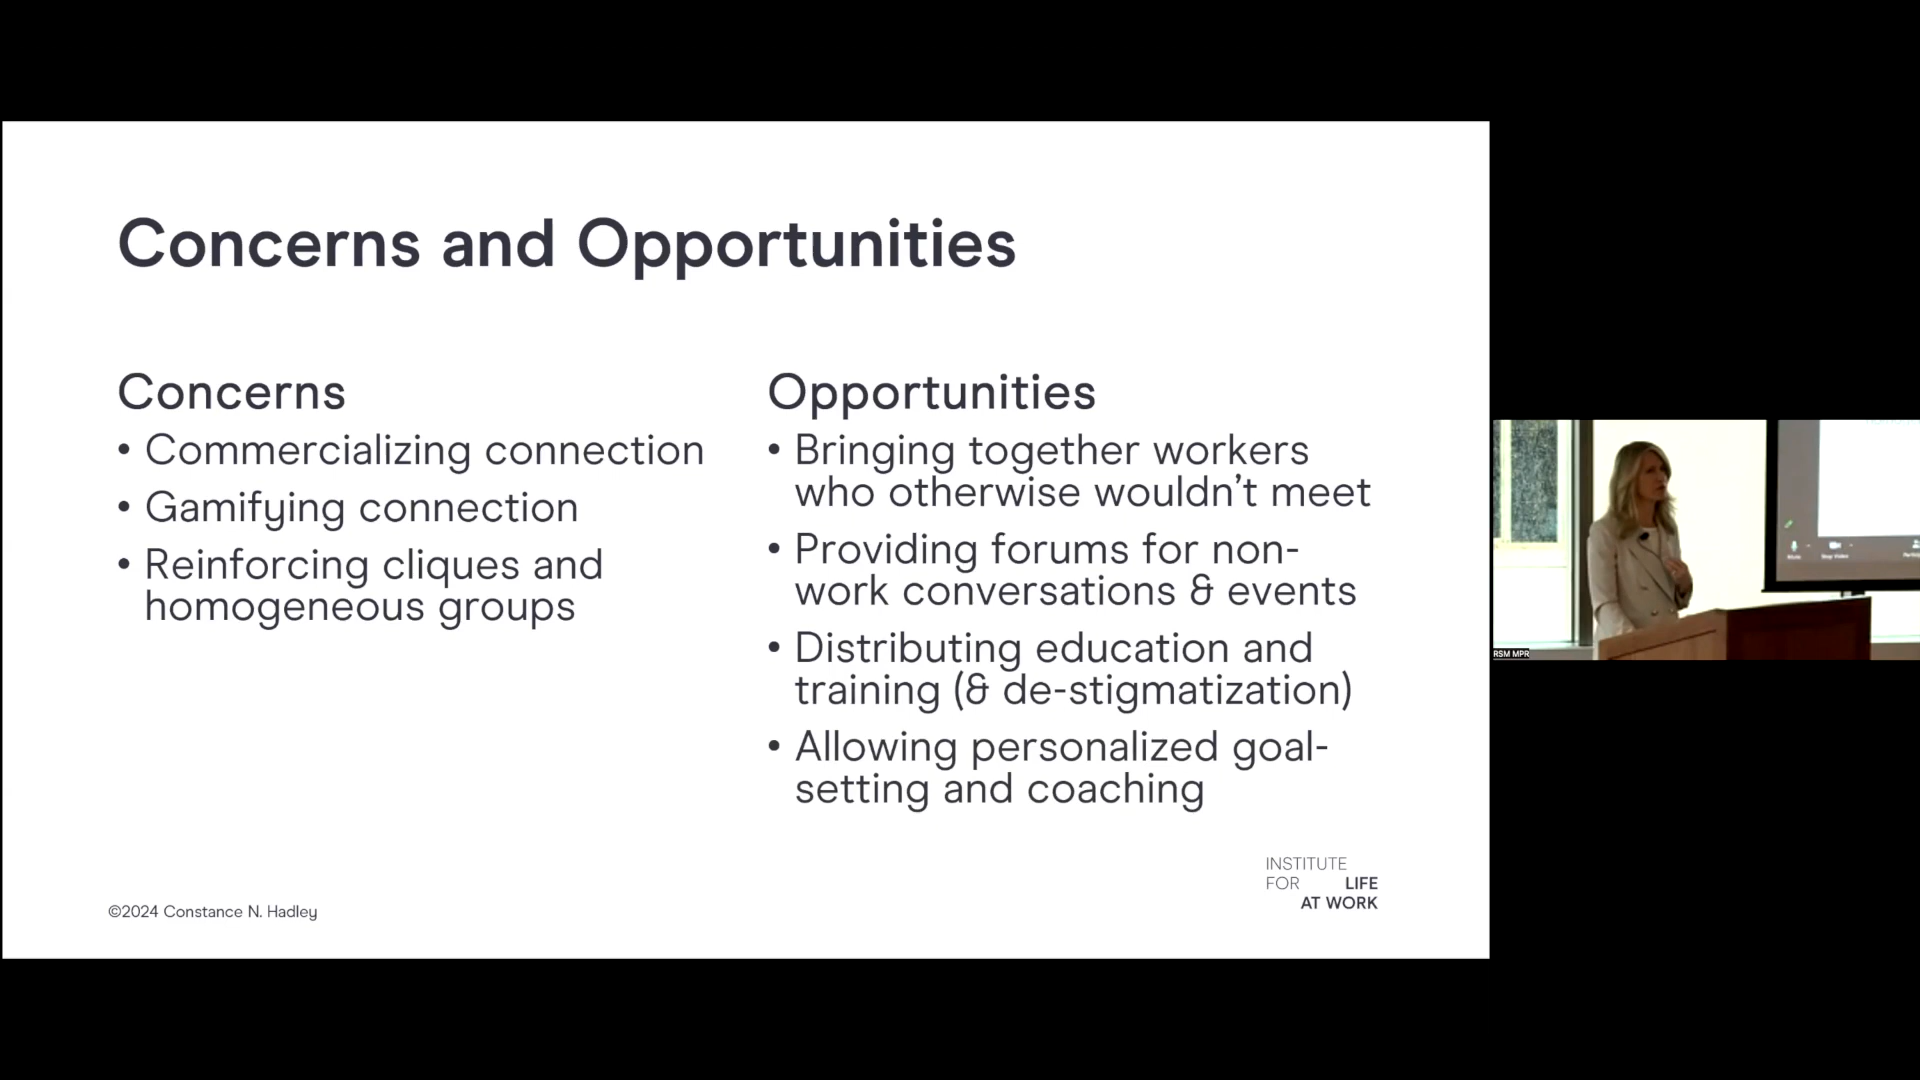 Concerns and Opportunities
Concerns
• Commercializing connection
• Gamifying connection
• Reinforcing cliques and
homogeneous groups
Opportunities
• Bringing together workers
who otherwise wouldn't meet
• Providing forums for non-
work conversations & events
• Distributing education and
training (& de-stigmatization)
• Allowing personalized goal-
setting and coaching
INSTITUTE
FOR LIFE
AT WORK
©2024 Constance N. Hadley
RSM MPR